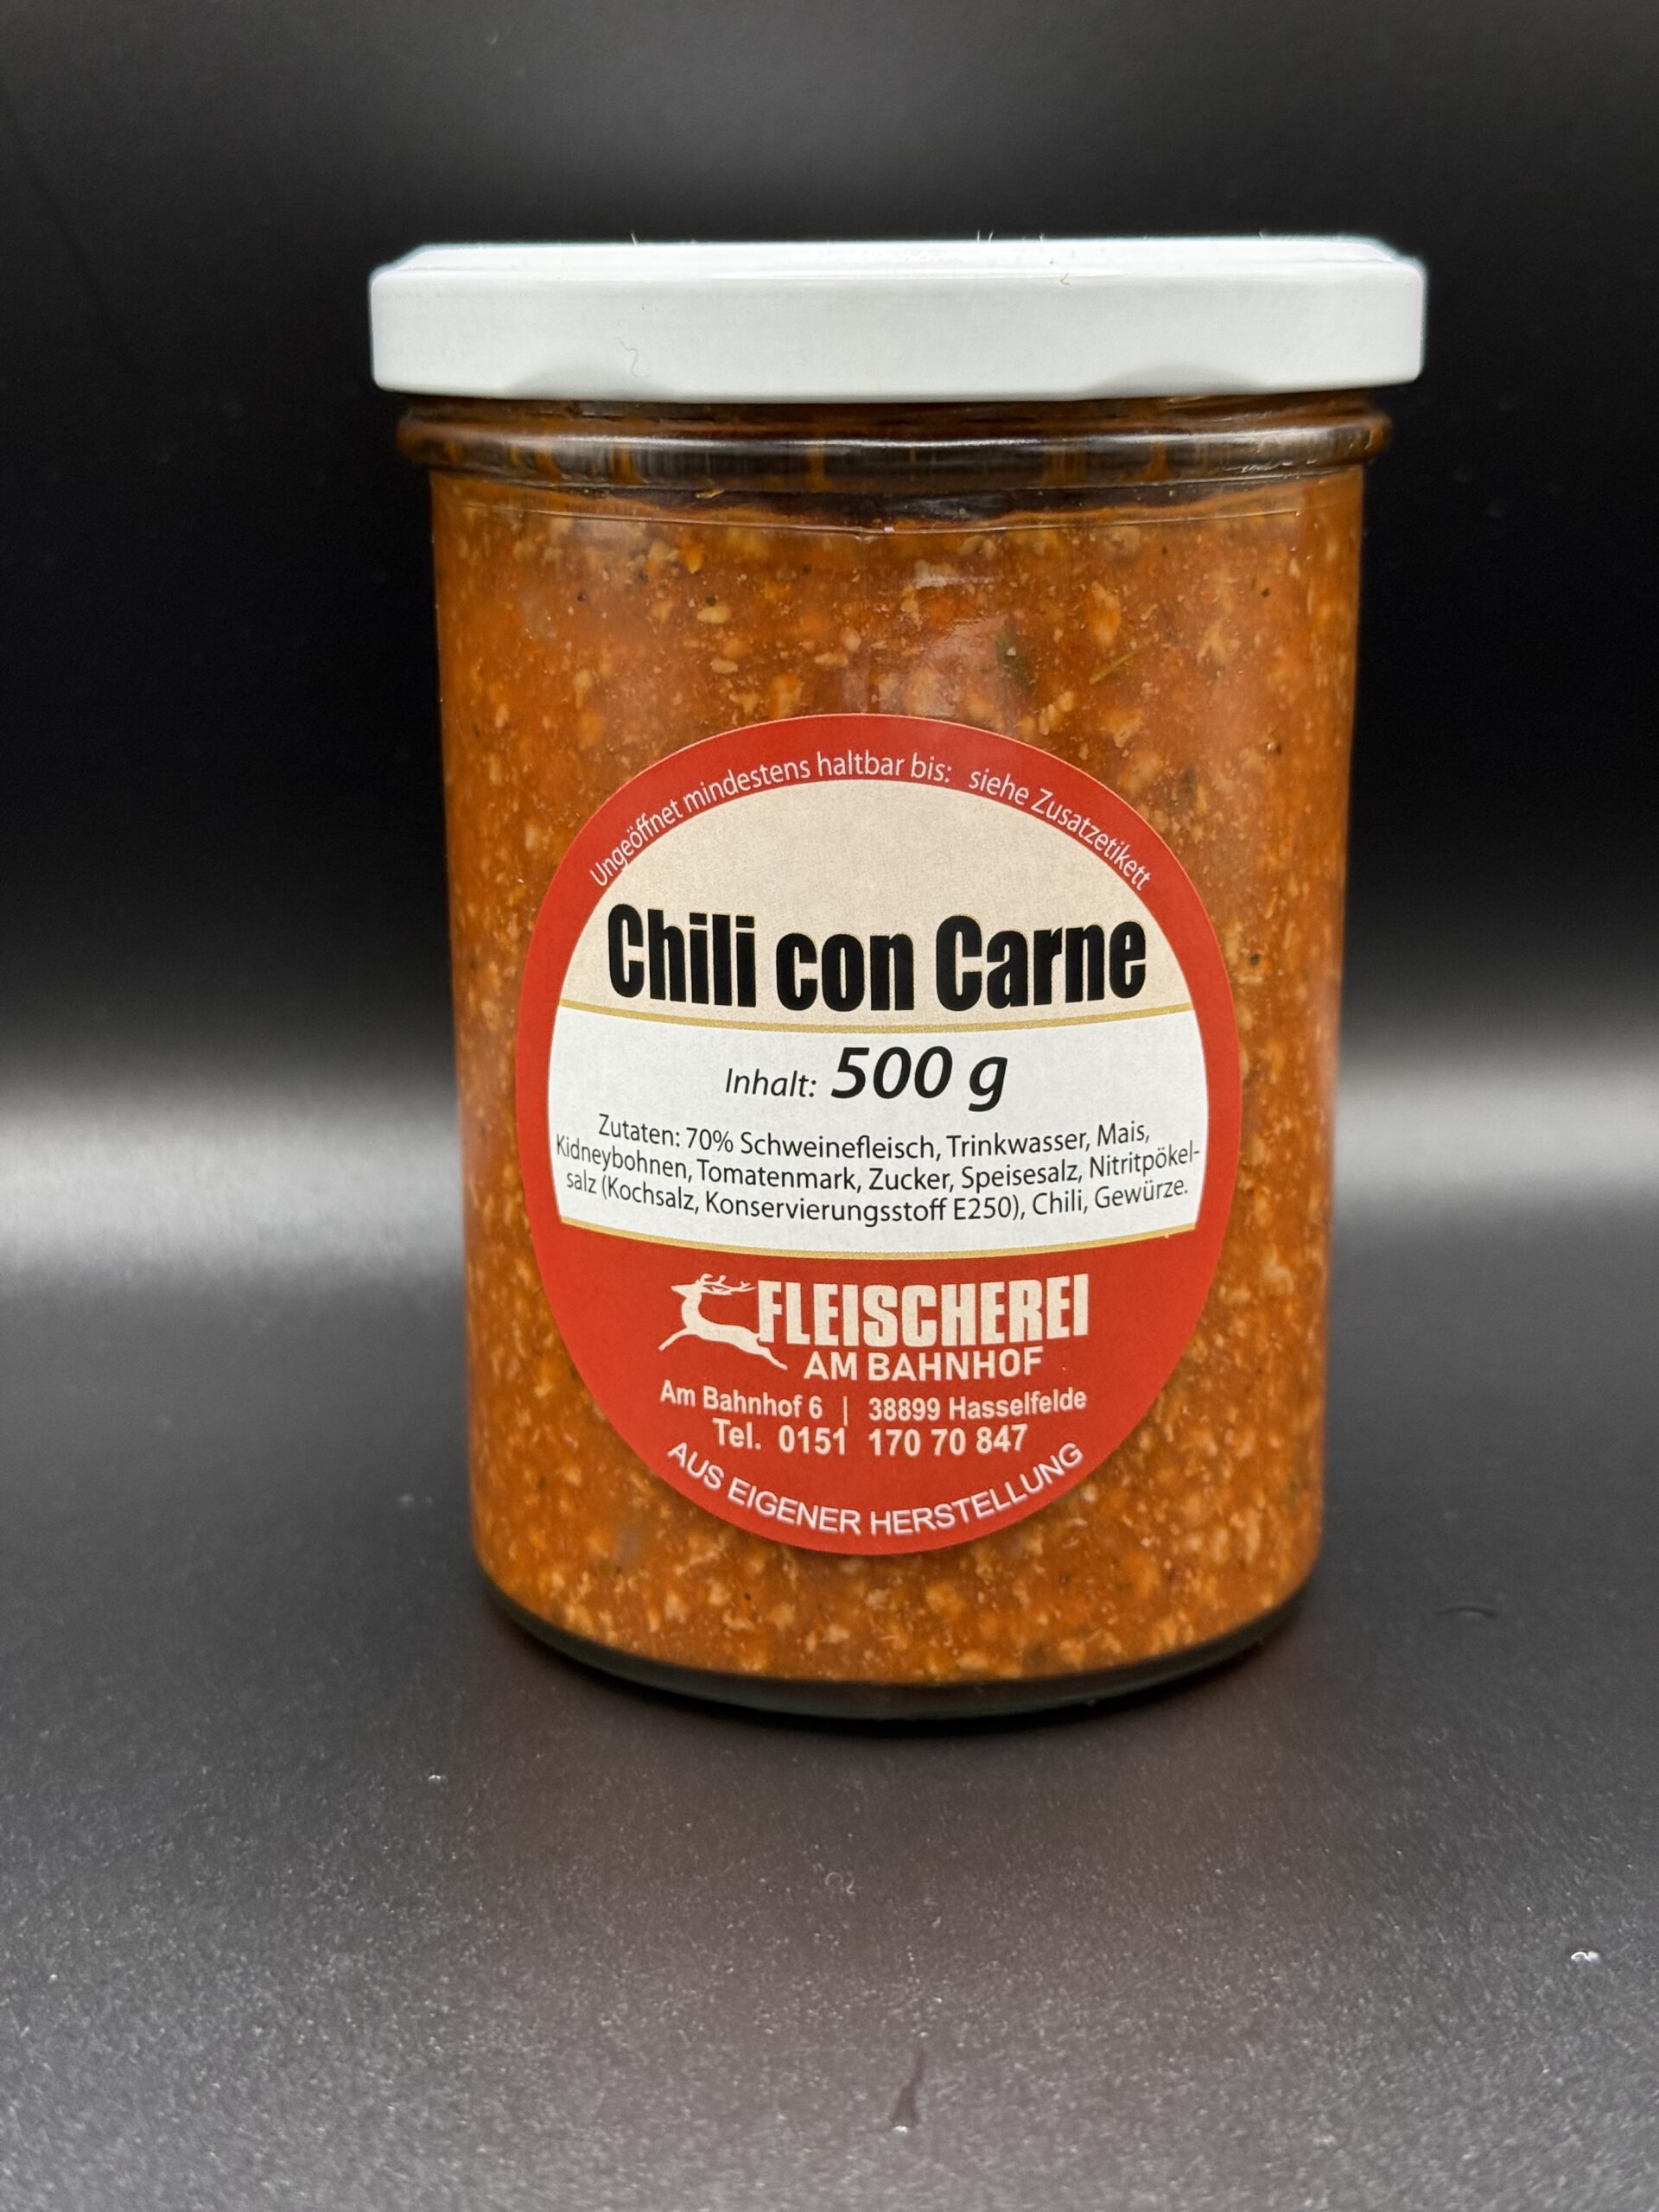 Ungeöffnet mindestens haltbar bis: siehe Zusatzetikett
Chili con Carne
Inhalt: 500 g
Zutaten: 70% Schweinefleisch, Trinkwasser, Mais,
Kidneybohnen, Tomatenmark, Zucker, Speisesalz, Nitritpökel-
salz (Kochsalz, Konservierungsstoff E250), Chili, Gewürze.
FLEISCHEREI
AM BAHNHOF
Am Bahnhof 6 | 38899 Hasselfelde
Tel. 0151 170 70 847
AUS EIGENER HERSTELLUNG